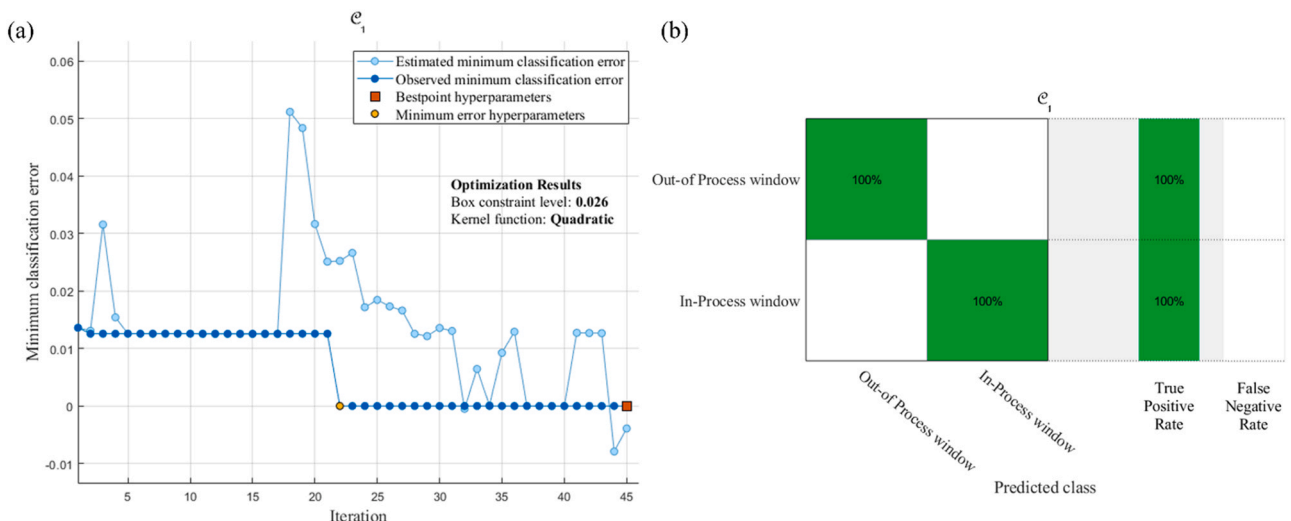 (a)
𝒞1
0.06
0.05
0.04
0.03
0.02
0.01
0
-0.01
Minimum classification error
Estimated minimum classification error
Observed minimum classification error
Bestpoint hyperparameters
Minimum error hyperparameters
Optimization Results
Box constraint level: 0.026
Kernel function: Quadratic
5 10 15 20 25 30 35 40 45
Iteration
(b)
𝒞1
Out-of Process window
100% 100%
In-Process window
100% 100%
Out-of Process window
In-Process window
True
Positive
Rate
False
Negative
Rate
Predicted class